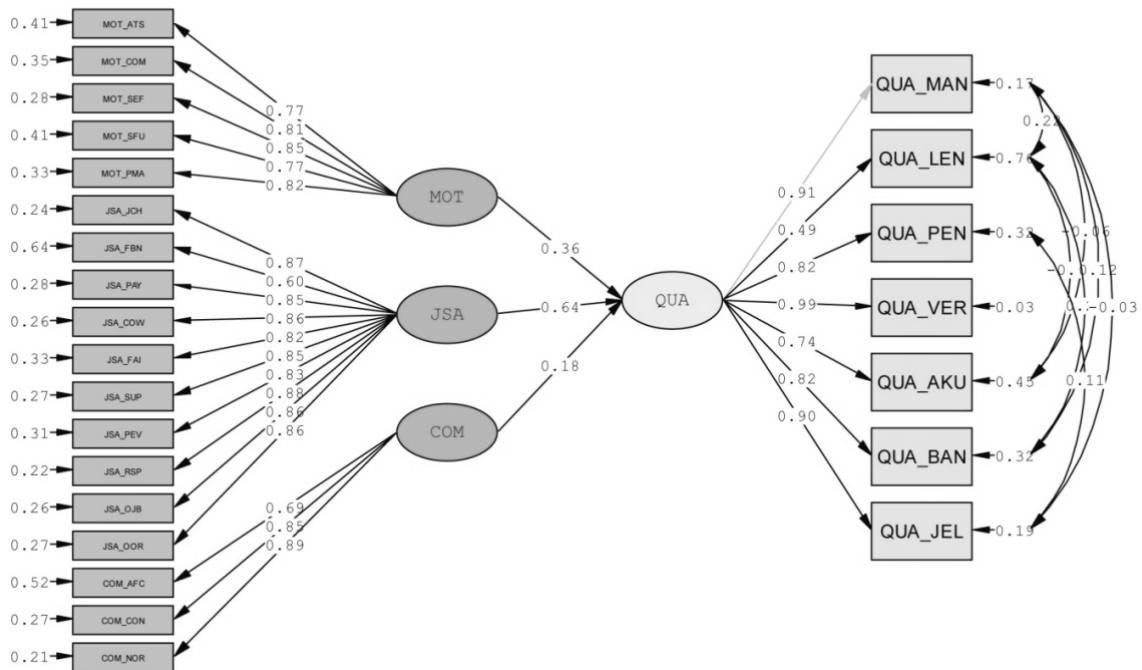 0.41 MOT_ATS
0.35 MOT_COM
0.28 MOT_SEF
0.41 MOT_SFU
0.33 MOT_PMA
0.24 JSA_JCH
0.64 JSA_FBN
0.28 JSA_PAY
0.26 JSA_COW
0.33 JSA_FAI
0.27 JSA_SUP
0.31 JSA_PEV
0.22 JSA_RSP
0.26 JSA_OJB
0.27 JSA_OOR
0.52 COM_AFC
0.27 COM_CON
0.21 COM_NOR
0.77
0.81
0.85
0.77
0.82
0.87
0.60
0.85
0.86
0.82
0.85
0.83
0.88
0.86
0.86
0.69
0.85
0.89
MOT
JSA
COM
0.36
0.64
0.18
QUA
0.91
0.49
0.82
0.99
0.74
0.82
0.90
QUA_MAN 0.17
QUA_LEN
QUA_PEN 0.32
QUA_VER 0.03
QUA_AKU 0.45
QUA_BAN 0.32
QUA_JEL 0.19
-0.06
0.12
-0.03
0.11